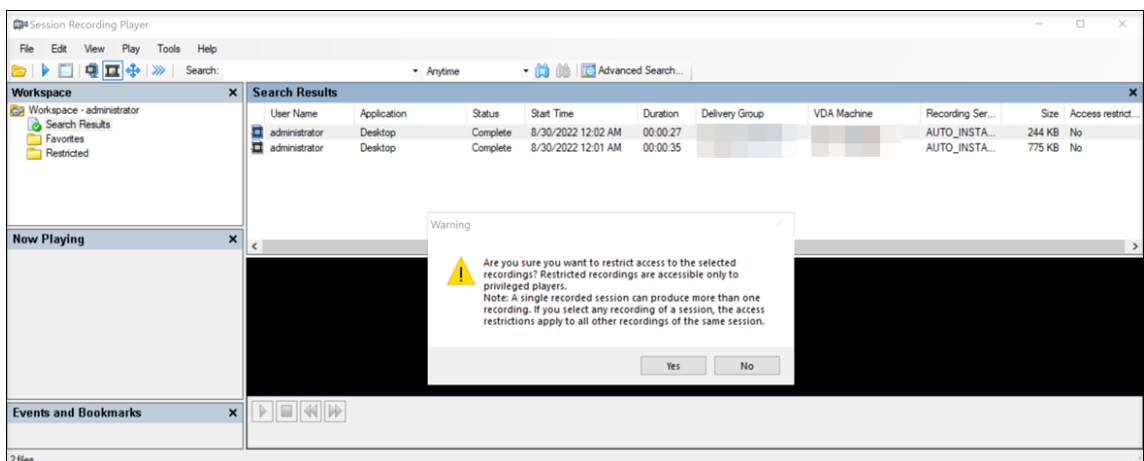 Session Recording Player
File Edit View Play Tools Help
Search: Anytime Advanced Search...
Workspace
Workspace - administrator
Search Results
Favorites
Restricted
Now Playing
Events and Bookmarks
2 files
Search Results
User Name Application Status Start Time Duration Delivery Group VDA Machine Recording Ser... Size Access restrict...
administrator Desktop Complete 8/30/2022 12:02 AM 00:00:27 AUTO_INSTA... 244 KB No
administrator Desktop Complete 8/30/2022 12:01 AM 00:00:35 AUTO_INSTA... 775 KB No
Warning
Are you sure you want to restrict access to the selected
recordings? Restricted recordings are accessible only to
privileged players.
Note: A single recorded session can produce more than one
recording. If you select any recording of a session, the access
restrictions apply to all other recordings of the same session.
Yes No